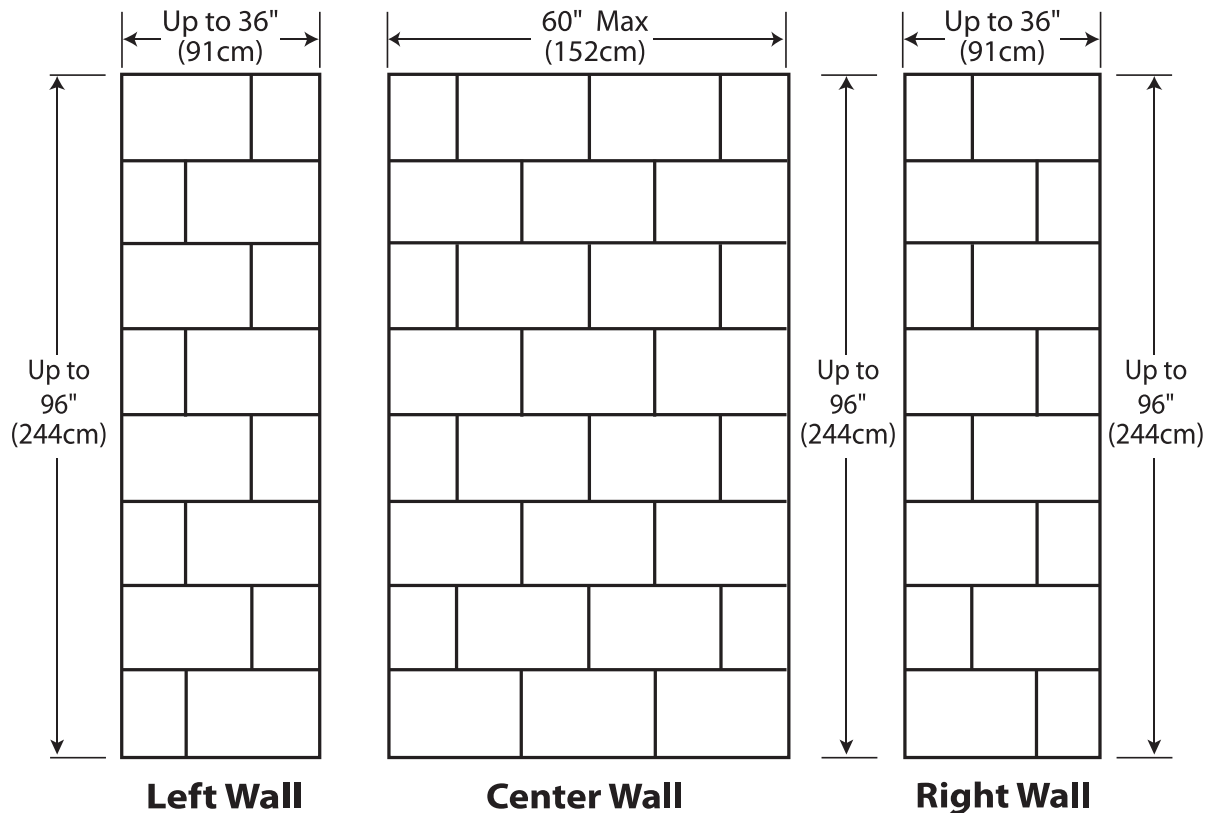 Up to 36"
(91cm)
60" Max
(152cm)
Up to 36"
(91cm)
Up to
96"
(244cm)
Up to
96"
(244cm)
Up to
96"
(244cm)
Left Wall
Center Wall
Right Wall